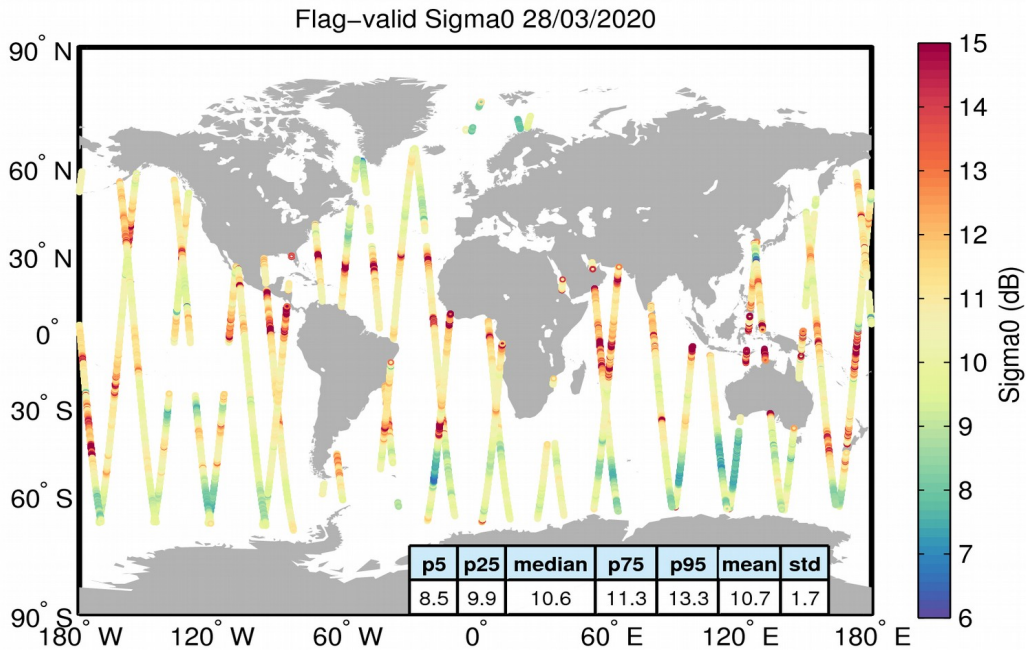 Flag−valid Sigma0 28/03/2020
90° N
60° N
30° N
0°
30° S
60° S
90° S
180° W
120° W
60° W
0°
60° E
120° E
180° E
p5 p25 median p75 p95 mean std
8.5 9.9 10.6 11.3 13.3 10.7 1.7
15
14
13
12
11
10
9
8
7
6
Sigma0 (dB)